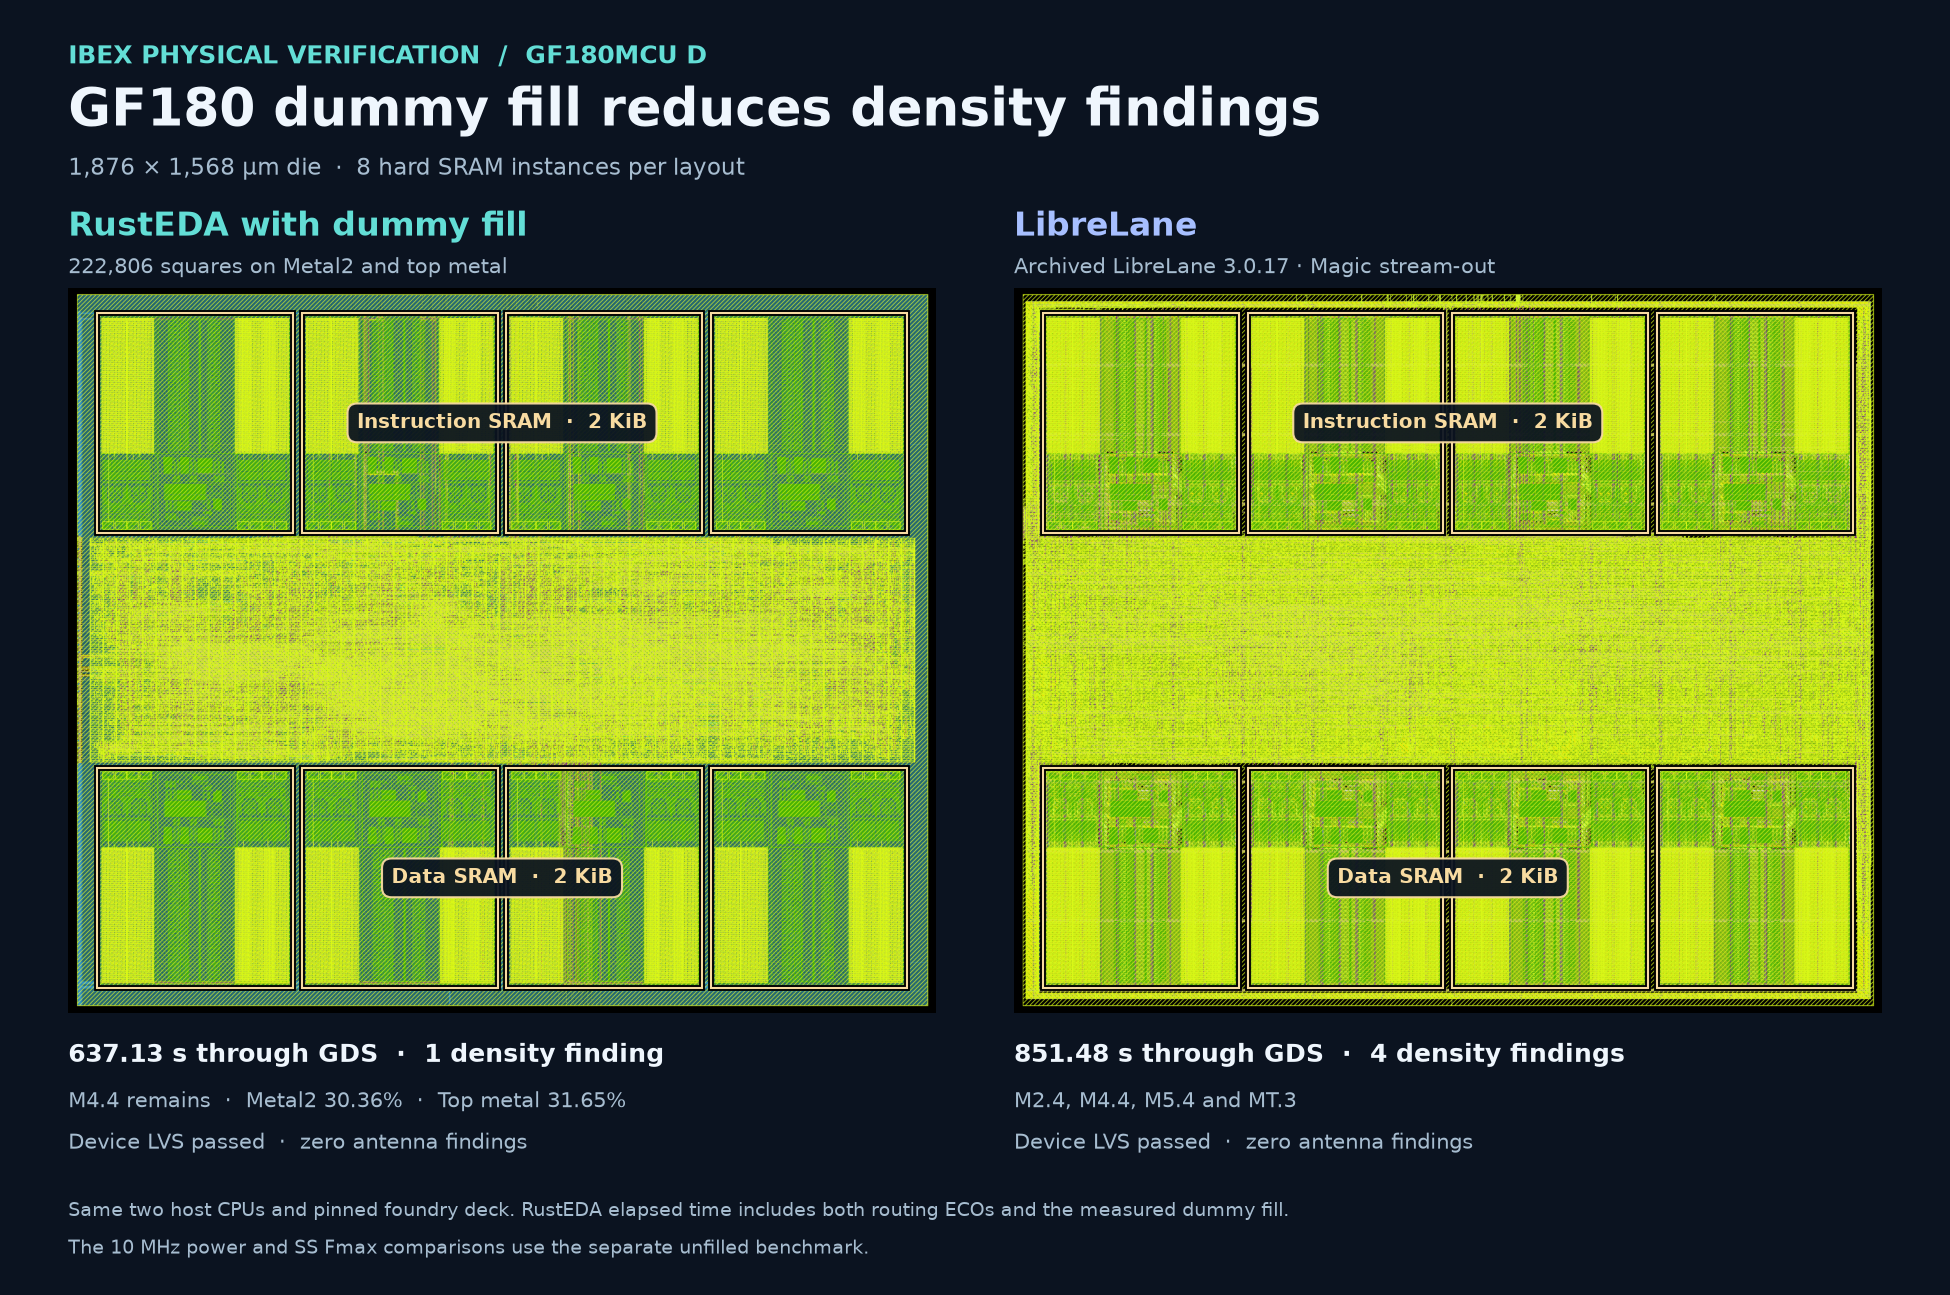 IBEX PHYSICAL VERIFICATION / GF180MCU D
GF180 dummy fill reduces density findings
1,876 × 1,568 µm die · 8 hard SRAM instances per layout
RustEDA with dummy fill
222,806 squares on Metal2 and top metal
Instruction SRAM · 2 KiB
Data SRAM · 2 KiB
637.13 s through GDS · 1 density finding
M4.4 remains · Metal2 30.36% · Top metal 31.65%
Device LVS passed · zero antenna findings
LibreLane
Archived LibreLane 3.0.17 · Magic stream-out
Instruction SRAM · 2 KiB
Data SRAM · 2 KiB
851.48 s through GDS · 4 density findings
M2.4, M4.4, M5.4 and MT.3
Device LVS passed · zero antenna findings
Same two host CPUs and pinned foundry deck. RustEDA elapsed time includes both routing ECOs and the measured dummy fill.
The 10 MHz power and SS Fmax comparisons use the separate unfilled benchmark.